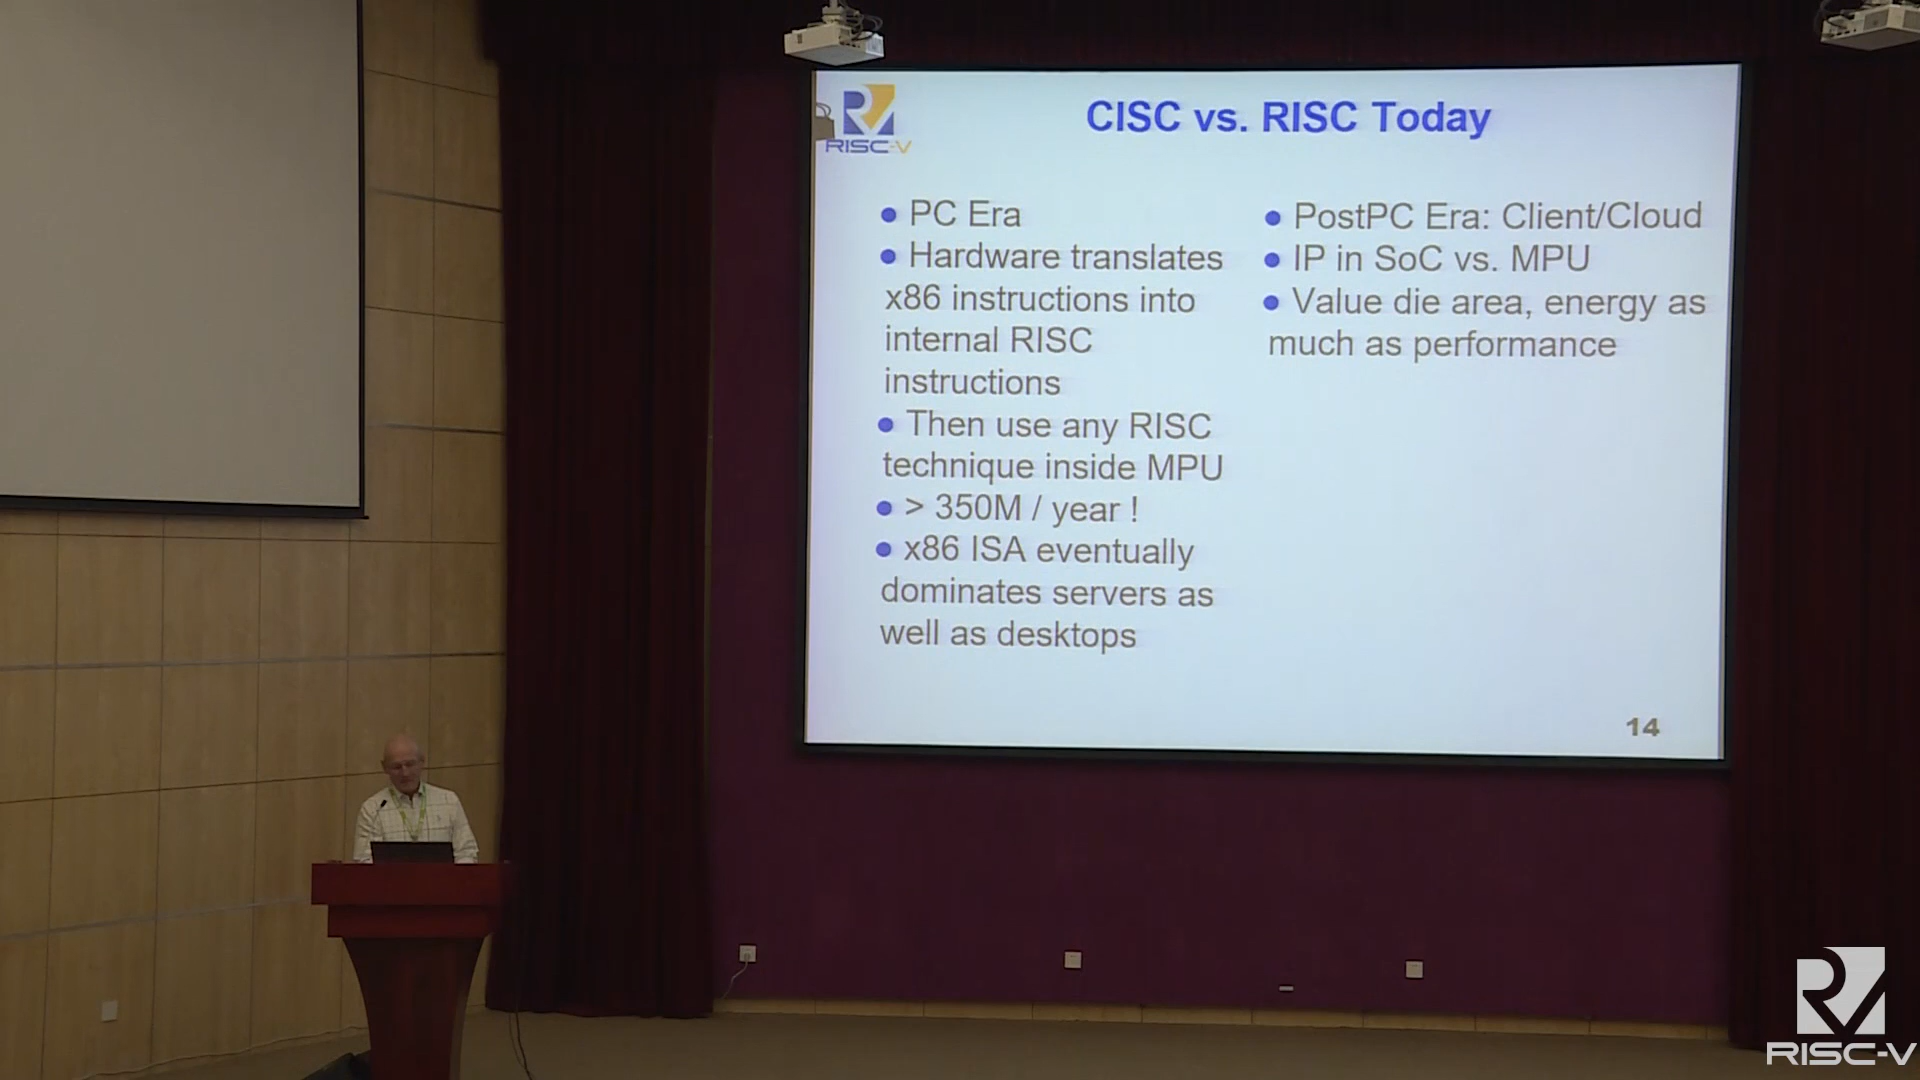 RISC-V
CISC vs. RISC Today
● PC Era
● Hardware translates
x86 instructions into
internal RISC
instructions
● Then use any RISC
technique inside MPU
● > 350M / year !
● x86 ISA eventually
dominates servers as
well as desktops
● PostPC Era: Client/Cloud
● IP in SoC vs. MPU
● Value die area, energy as
much as performance
14
RISC-V